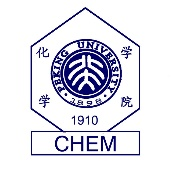 化 学
PEKING UNIVERSITY
· 1898 ·
学 院
1910
CHEM